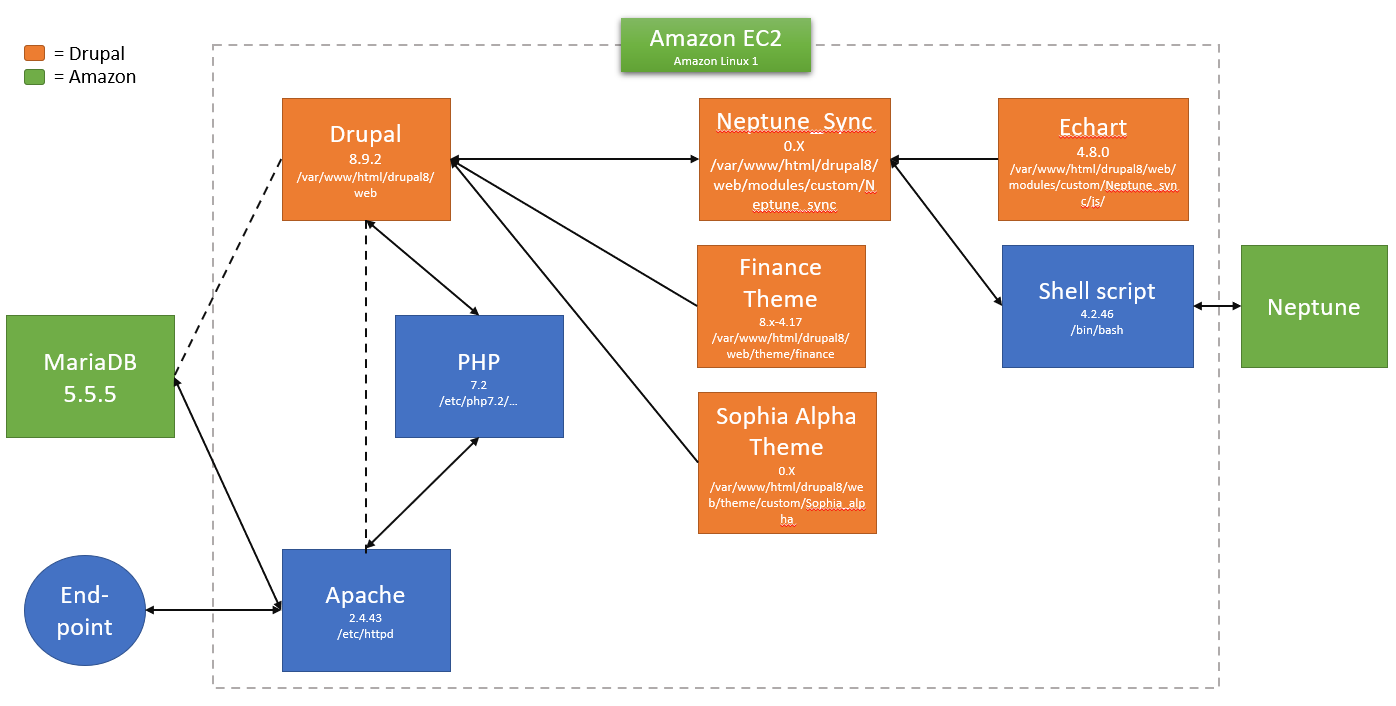 = Drupal
= Amazon
Amazon EC2
Amazon Linux 1
Drupal
8.9.2
/var/www/html/drupal8/
web
Neptune_Sync
0.X
/var/www/html/drupal8/
web/modules/custom/N
eptune_sync
Echart
4.8.0
/var/www/html/drupal8/web/
modules/custom/Neptune_syn
c/js/
Finance
Theme
8.x-4.17
/var/www/html/drupal8/
web/theme/finance
Shell script
4.2.46
/bin/bash
Neptune
MariaDB
5.5.5
PHP
7.2
/etc/php7.2/...
Sophia Alpha
Theme
0.X
/var/www/html/drupal8/we
b/theme/custom/Sophia_alp
ha
End-
point
Apache
2.4.43
/etc/httpd